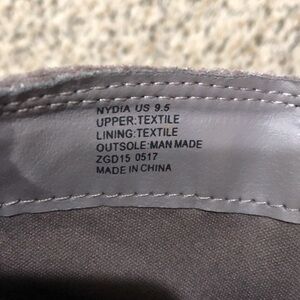 NYDIA US 9.5
UPPER:TEXTILE
LINING:TEXTILE
OUTSOLE:MAN MADE
ZGD15 0517
MADE IN CHINA